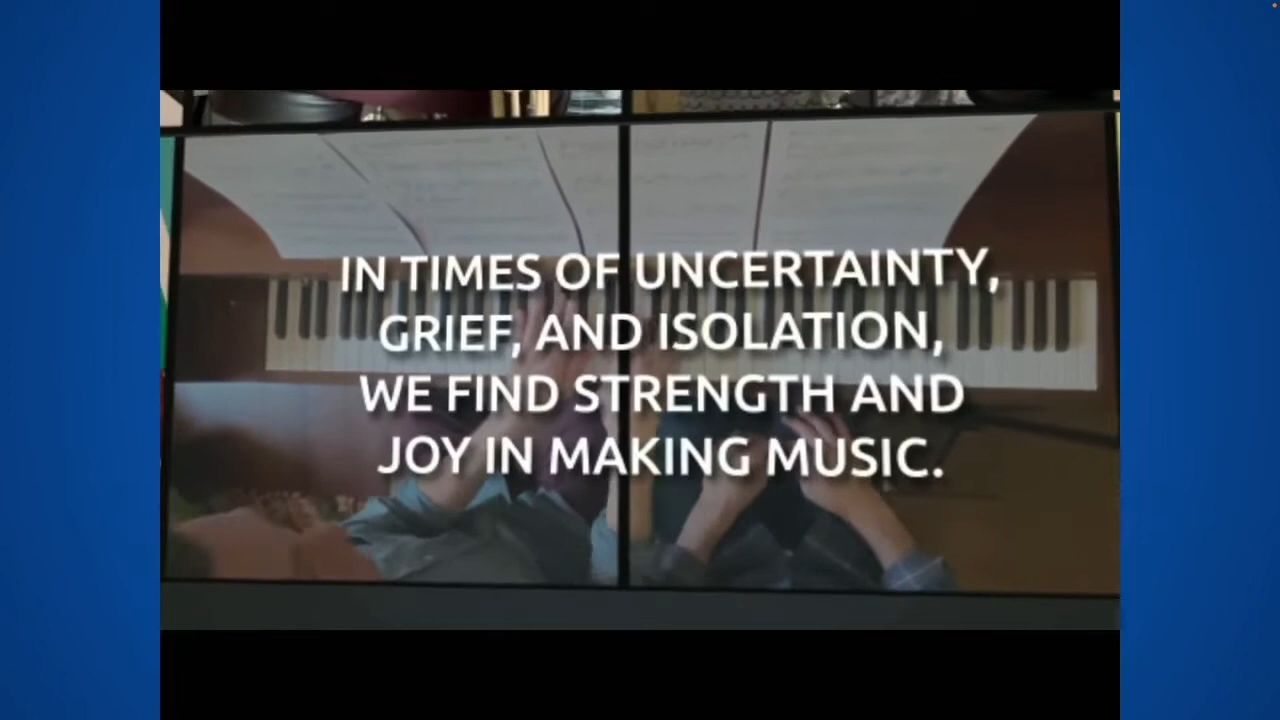 IN TIMES OF UNCERTAINTY,
GRIEF, AND ISOLATION,
WE FIND STRENGTH AND
JOY IN MAKING MUSIC.